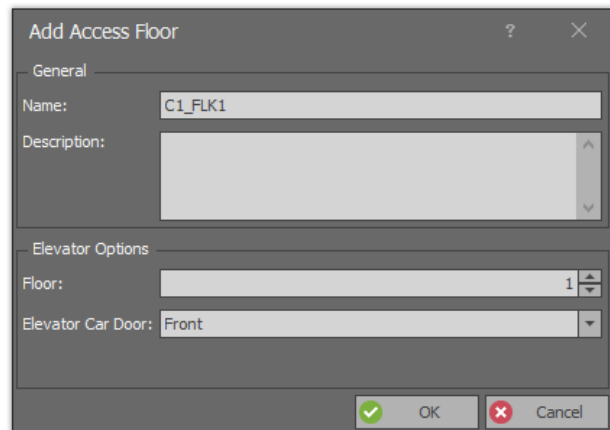 Add Access Floor ?
General
Name: C1_FLK1
Description:
Elevator Options
Floor: 1
Elevator Car Door: Front
OK Cancel